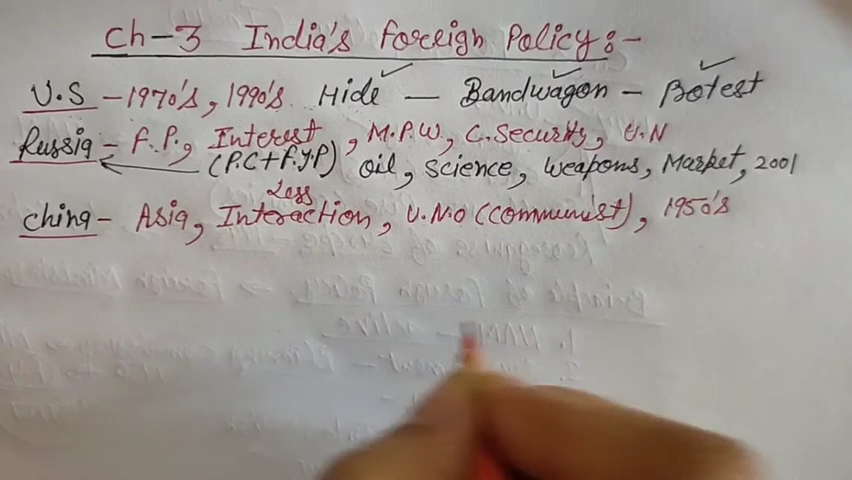 Ch-3 India's Foreign Policy:-
U.S - 1970's, 1990's Hide — Bandwagon — Botest
Russia - F.P., Interest, M.P.W, C. Security, U.N
(P.C + F.Y.P) oil, science, weapons, Market, 2001
Less
China - Asia, Interaction, U.N.O (communist), 1950's